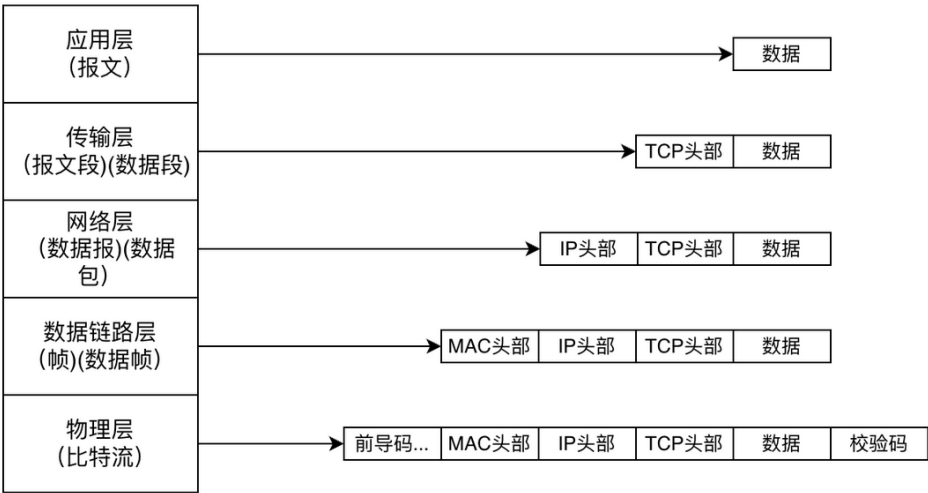 应用层
（报文）
数据
传输层
（报文段)(数据段)
TCP头部 数据
网络层
（数据报)(数据
包）
IP头部 TCP头部 数据
数据链路层
（帧)(数据帧）
MAC头部 IP头部 TCP头部 数据
物理层
（比特流）
前导码... MAC头部 IP头部 TCP头部 数据 校验码